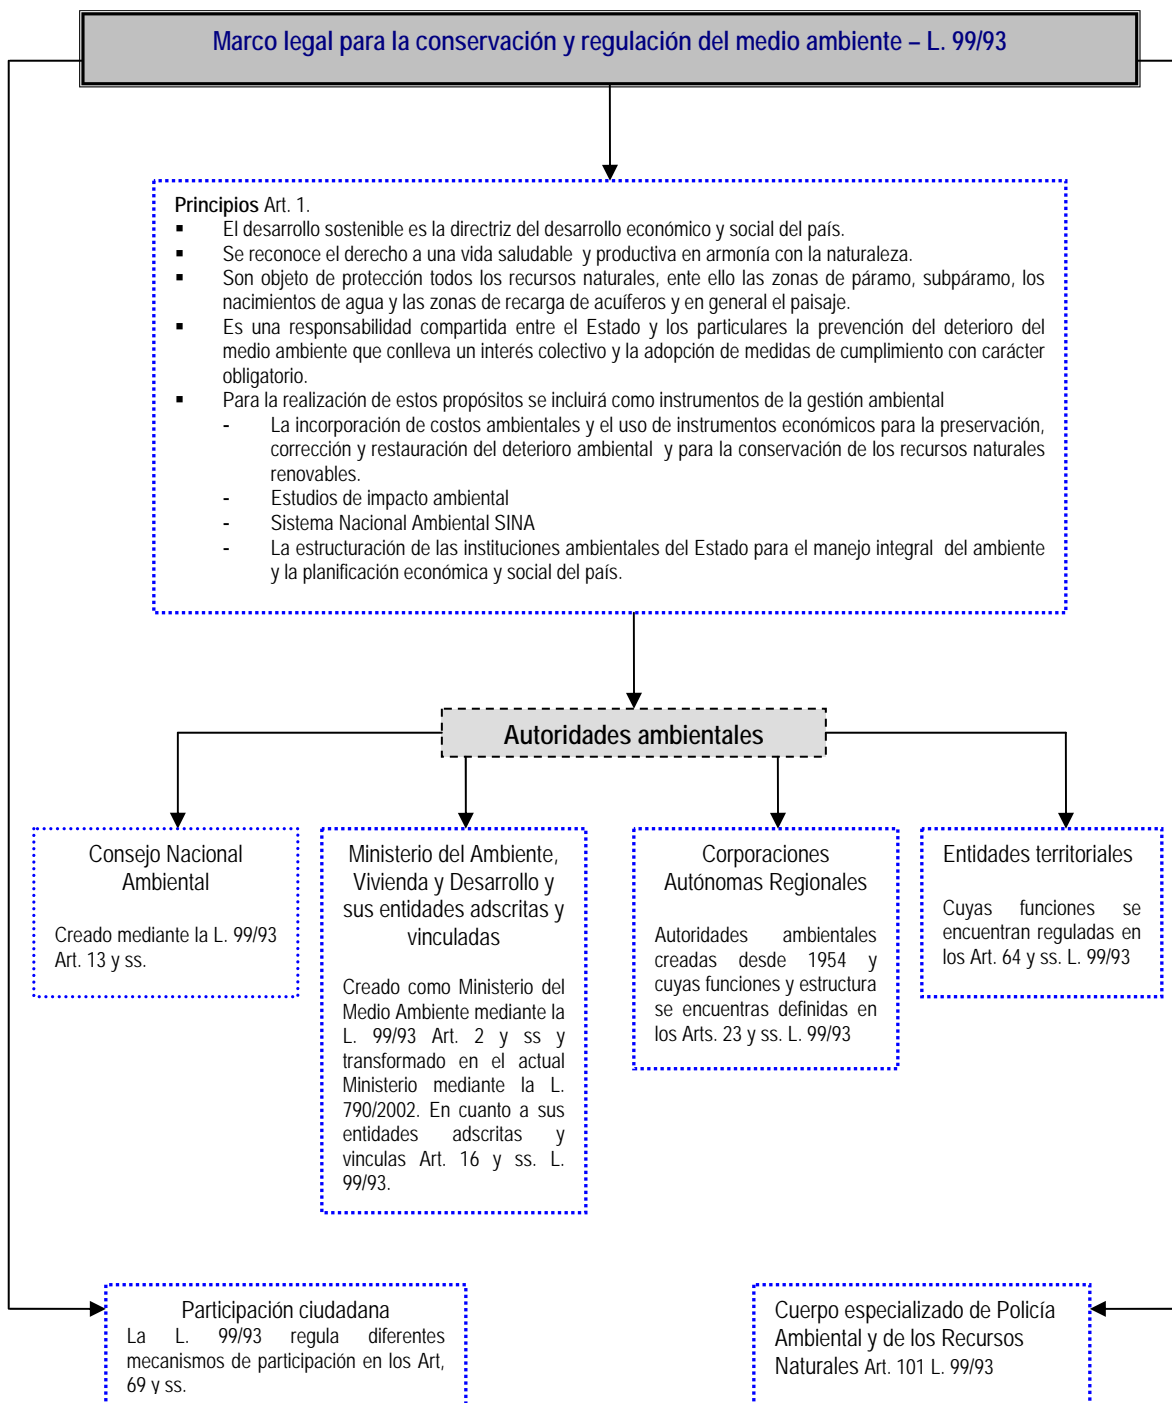 Marco legal para la conservación y regulación del medio ambiente – L. 99/93
Principios Art. 1.
▪ El desarrollo sostenible es la directriz del desarrollo económico y social del país.
▪ Se reconoce el derecho a una vida saludable y productiva en armonía con la naturaleza.
▪ Son objeto de protección todos los recursos naturales, ente ello las zonas de páramo, subpáramo, los
nacimientos de agua y las zonas de recarga de acuíferos y en general el paisaje.
▪ Es una responsabilidad compartida entre el Estado y los particulares la prevención del deterioro del
medio ambiente que conlleva un interés colectivo y la adopción de medidas de cumplimiento con carácter
obligatorio.
▪ Para la realización de estos propósitos se incluirá como instrumentos de la gestión ambiental
- La incorporación de costos ambientales y el uso de instrumentos económicos para la preservación,
corrección y restauración del deterioro ambiental y para la conservación de los recursos naturales
renovables.
- Estudios de impacto ambiental
- Sistema Nacional Ambiental SINA
- La estructuración de las instituciones ambientales del Estado para el manejo integral del ambiente
y la planificación económica y social del país.
Autoridades ambientales
Consejo Nacional
Ambiental
Creado mediante la L. 99/93
Art. 13 y ss.
Ministerio del Ambiente,
Vivienda y Desarrollo y
sus entidades adscritas y
vinculadas
Creado como Ministerio del
Medio Ambiente mediante la
L. 99/93 Art. 2 y ss y
transformado en el actual
Ministerio mediante la L.
790/2002. En cuanto a sus
entidades adscritas y
vinculas Art. 16 y ss. L.
99/93.
Corporaciones
Autónomas Regionales
Autoridades ambientales
creadas desde 1954 y
cuyas funciones y estructura
se encuentras definidas en
los Arts. 23 y ss. L. 99/93
Entidades territoriales
Cuyas funciones se
encuentran reguladas en
los Art. 64 y ss. L. 99/93
Participación ciudadana
La L. 99/93 regula diferentes
mecanismos de participación en los Art,
69 y ss.
Cuerpo especializado de Policía
Ambiental y de los Recursos
Naturales Art. 101 L. 99/93